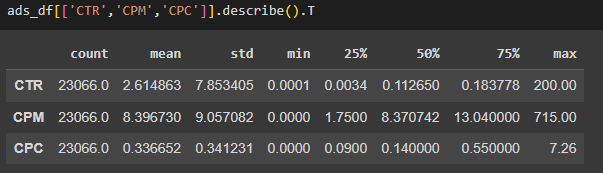 ads_df[['CTR','CPM','CPC']].describe().T
count mean std min 25% 50% 75% max
CTR 23066.0 2.614863 7.853405 0.0001 0.0034 0.112650 0.183778 200.00
CPM 23066.0 8.396730 9.057082 0.0000 1.7500 8.370742 13.040000 715.00
CPC 23066.0 0.336652 0.341231 0.0000 0.0900 0.140000 0.550000 7.26